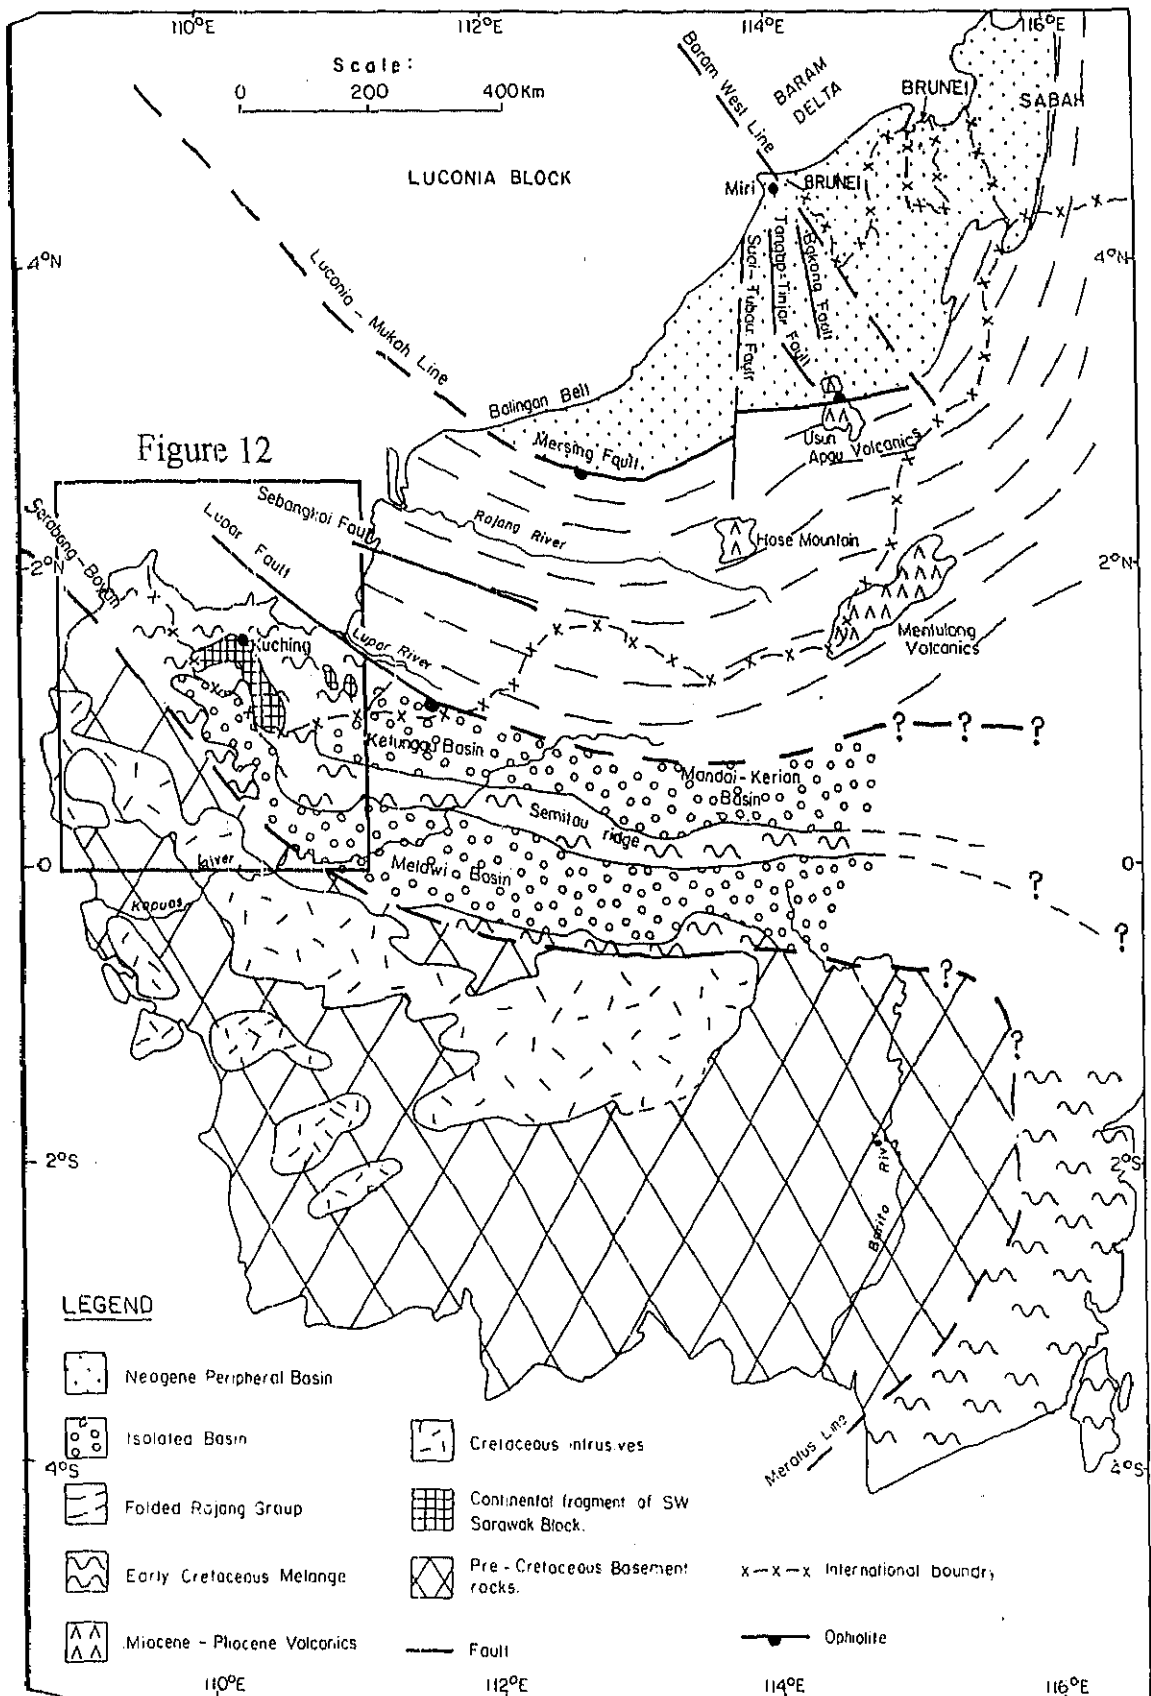 110°E 112°E 114°E 116°E
Scale:
0 200 400Km
Baram West Line
BARAM
DELTA
BRUNEI
SABAH
LUCONIA BLOCK
Miri
BRUNEI
4°N
4°N
Luconia - Mukah Line
Suai-Tubau Fault
Tanjap-Tinjar Fault
Bakong Fault
Balingan Belt
Mersing Fault.
Usun
Apau Volcanics
Figure 12
Serabang-Boyan
Lupar Fault
Sebangkoi Fault
Rajang River
Hose Mountain
2°N
2°N
Kuching
Lupar River
Mentulang
Volcanics
Ketungau Basin
? ? ?
Mandai-Kerian
Basin
Semitau ridge
0
0
River
Melawi Basin
?
Kapuas
?
?
?
2°S
2°S
Barito
Riv
LEGEND
Neogene Peripheral Basin
Isolated Basin
Cretaceous intrusives
Meratus Line
4°S
4°S
Folded Rajang Group
Continental fragment of SW
Sarawak Block.
Early Cretaceous Melange
Pre-Cretaceous Basement
rocks.
x-x-x International boundry
Miocene - Pliocene Volcanics
Fault
Ophiolite
110°E 112°E 114°E 116°E